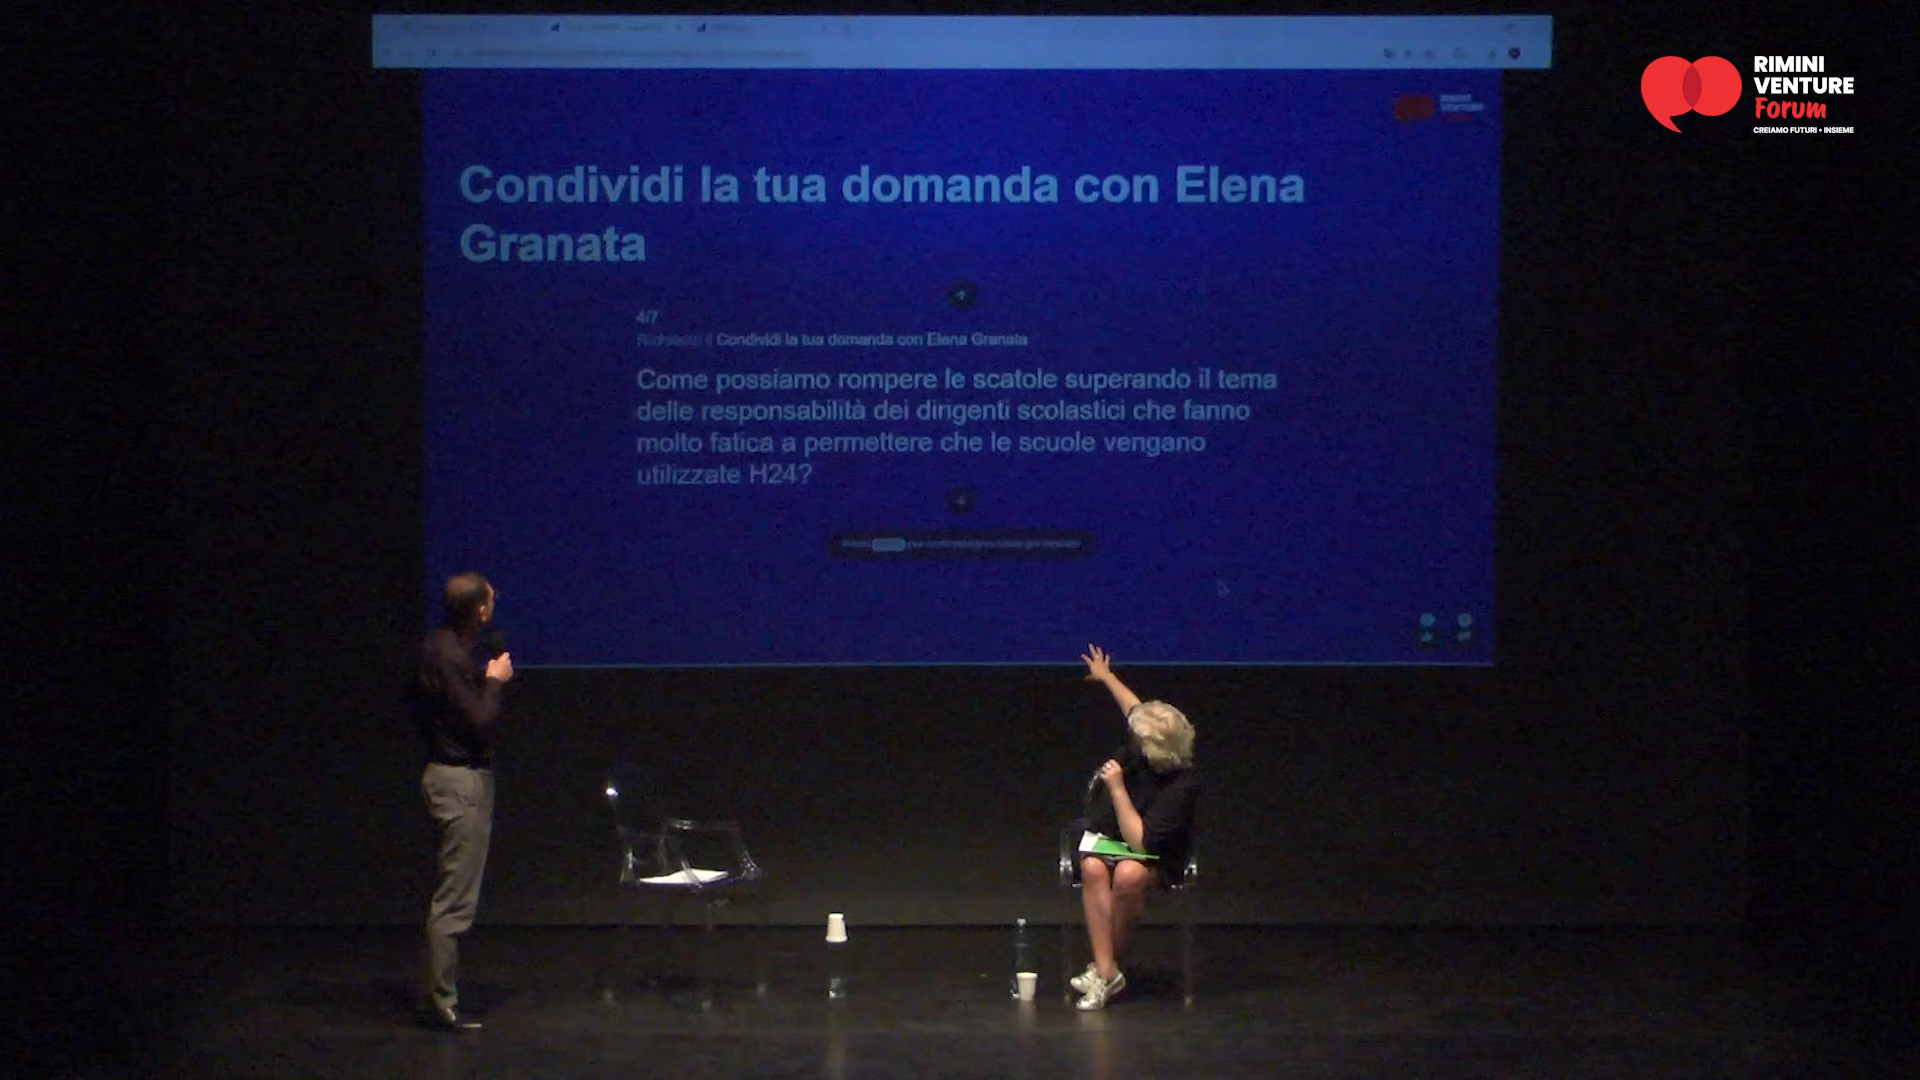 RIMINI
VENTURE
Forum
CREIAMO FUTURI • INSIEME
Condividi la tua domanda con Elena
Granata
4/7
Condividi la tua domanda con Elena Granata
Come possiamo rompere le scatole superando il tema
delle responsabilità dei dirigenti scolastici che fanno
molto fatica a permettere che le scuole vengano
utilizzate H24?